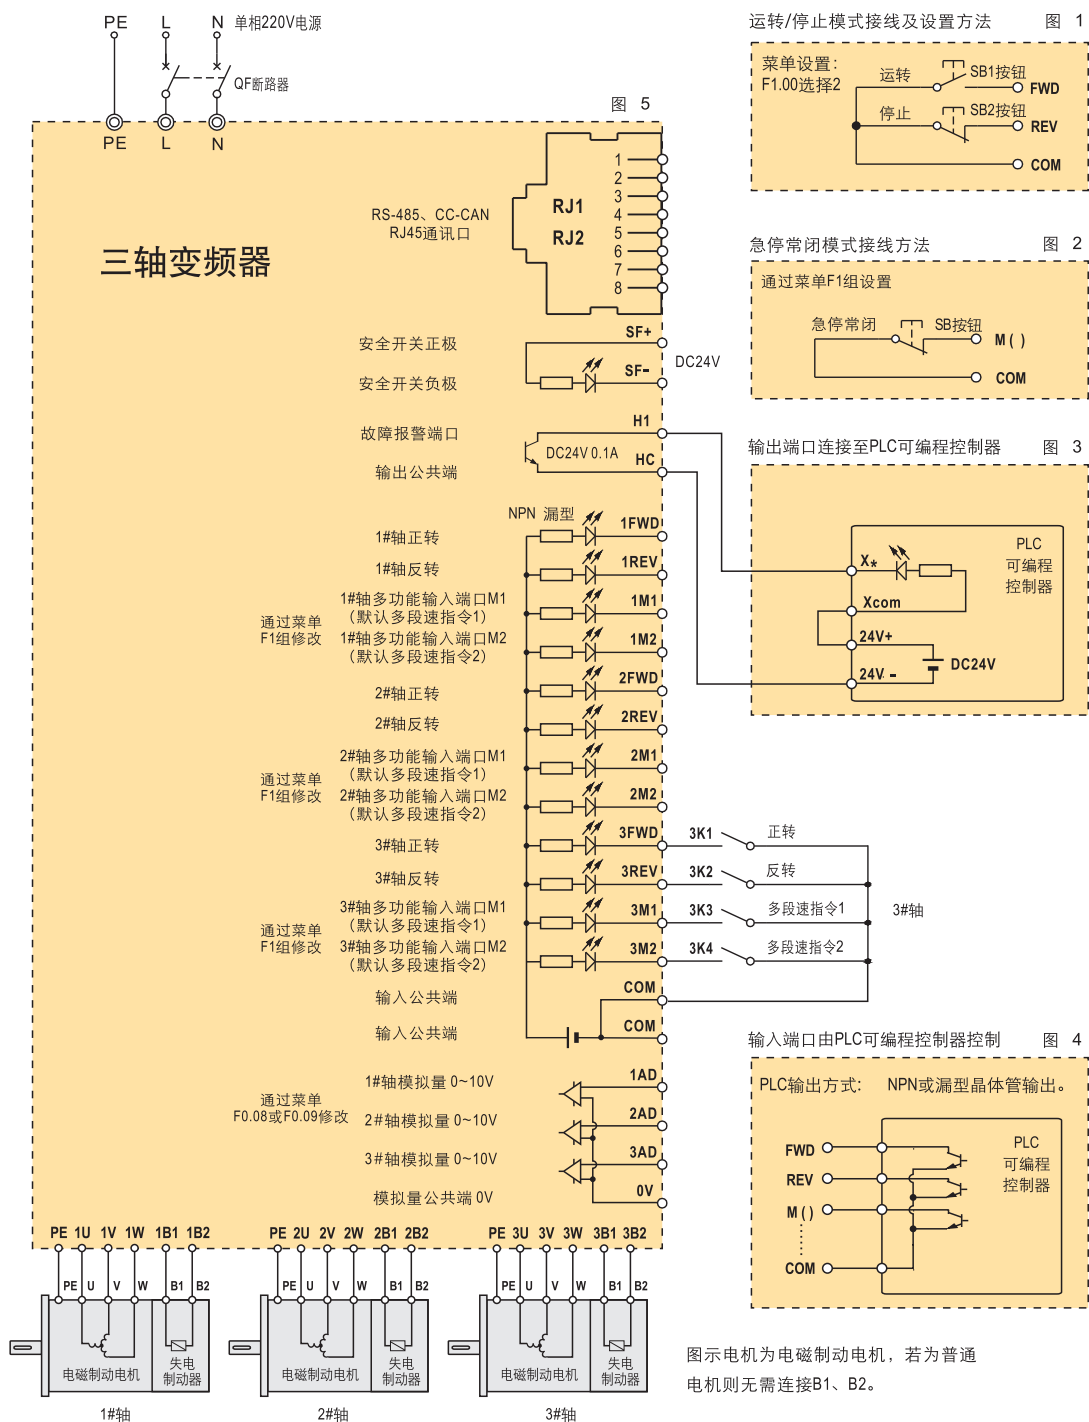 PE L N 单相220V电源
QF断路器
图 5
PE L N
三轴变频器
RS-485、CC-CAN
RJ45通讯口
RJ1
RJ2
1
2
3
4
5
6
7
8
安全开关正极 SF+
DC24V
安全开关负极 SF-
故障报警端口 H1
DC24V 0.1A
输出公共端 HC
NPN 漏型
1#轴正转 1FWD
1#轴反转 1REV
通过菜单
F1组修改
1#轴多功能输入端口M1
(默认多段速指令1)
1M1
1#轴多功能输入端口M2
(默认多段速指令2)
1M2
2#轴正转 2FWD
2#轴反转 2REV
通过菜单
F1组修改
2#轴多功能输入端口M1
(默认多段速指令1)
2M1
2#轴多功能输入端口M2
(默认多段速指令2)
2M2
3#轴正转 3FWD 3K1 正转
3#轴反转 3REV 3K2 反转
通过菜单
F1组修改
3#轴多功能输入端口M1
(默认多段速指令1)
3M1 3K3 多段速指令1
3#轴
3#轴多功能输入端口M2
(默认多段速指令2)
3M2 3K4 多段速指令2
输入公共端 COM
输入公共端 COM
通过菜单
F0.08或F0.09修改
1#轴模拟量 0~10V 1AD
2#轴模拟量 0~10V 2AD
3#轴模拟量 0~10V 3AD
模拟量公共端 0V 0V
PE 1U 1V 1W 1B1 1B2
PE U V W B1 B2
电磁制动电机
失电
制动器
1#轴
PE 2U 2V 2W 2B1 2B2
PE U V W B1 B2
电磁制动电机
失电
制动器
2#轴
PE 3U 3V 3W 3B1 3B2
PE U V W B1 B2
电磁制动电机
失电
制动器
3#轴
运转/停止模式接线及设置方法 图 1
菜单设置:
F1.00选择2
运转 SB1按钮 FWD
停止 SB2按钮 REV
COM
急停常闭模式接线方法 图 2
通过菜单F1组设置
急停常闭 SB按钮 M( )
COM
输出端口连接至PLC可编程控制器 图 3
PLC
可编程
控制器
X*
Xcom
24V+
DC24V
24V -
输入端口由PLC可编程控制器控制 图 4
PLC输出方式: NPN或漏型晶体管输出。
PLC
可编程
控制器
FWD
REV
M( )
COM
图示电机为电磁制动电机，若为普通
电机则无需连接B1、B2。